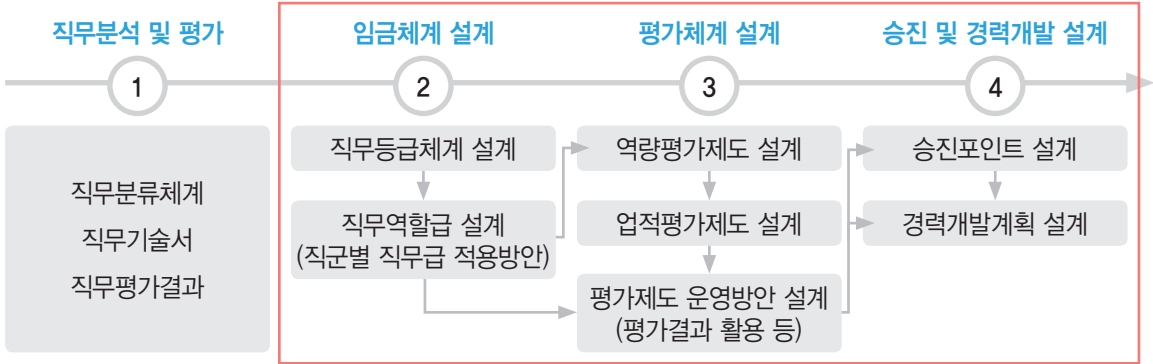 직무분석 및 평가
임금체계 설계
평가체계 설계
승진 및 경력개발 설계
1
2
3
4
직무분류체계
직무기술서
직무평가결과
직무등급체계 설계
직무역할급 설계
(직군별 직무급 적용방안)
역량평가제도 설계
업적평가제도 설계
평가제도 운영방안 설계
(평가결과 활용 등)
승진포인트 설계
경력개발계획 설계